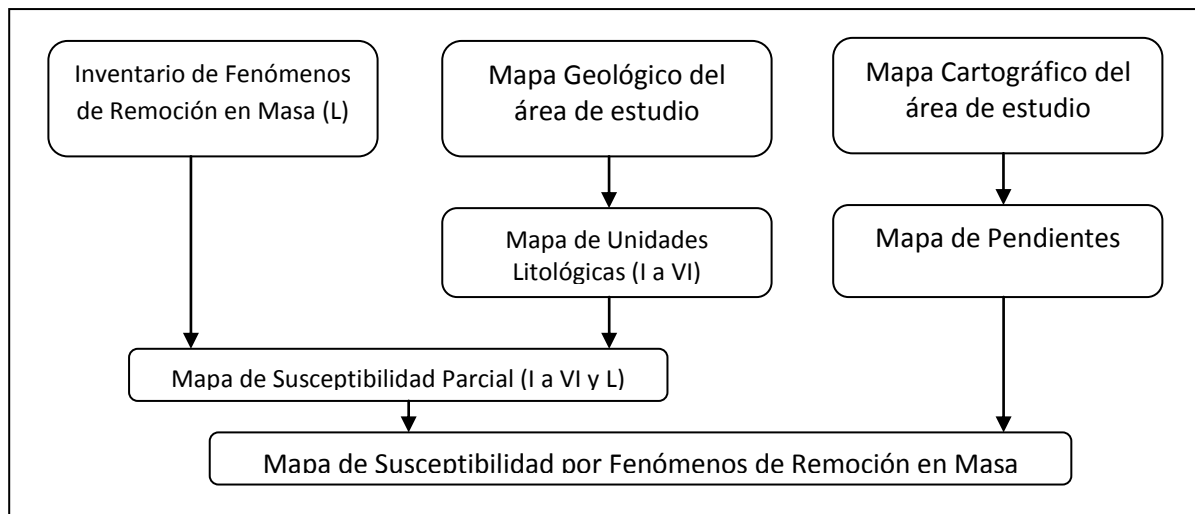 Inventario de Fenómenos
de Remoción en Masa (L)
Mapa Geológico del
área de estudio
Mapa Cartográfico del
área de estudio
Mapa de Unidades
Litológicas (I a VI)
Mapa de Pendientes
Mapa de Susceptibilidad Parcial (I a VI y L)
Mapa de Susceptibilidad por Fenómenos de Remoción en Masa